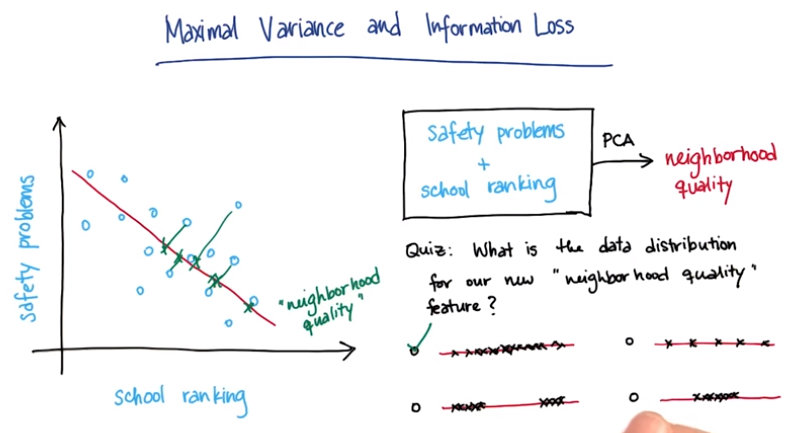 Maximal Variance and Information Loss
safety problems
school ranking
"neighborhood
quality"
safety problems
+
school ranking
PCA
neighborhood
quality
Quiz: What is the data distribution
for our new "neighborhood quality"
feature?